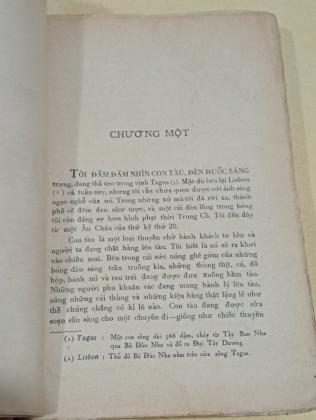 CHƯƠNG MỘT
TÔI ĐĂM ĐĂM NHÌN CON TÀU, ĐÈN ĐUỐC SÁNG
trưng, đang thả neo trong vịnh Tagus (1). Mặc dù lưu lại Lisbon
(2) cả tuần nay, nhưng tôi vẫn chưa quen được với ánh sáng
ngạo nghễ của nó. Trong những xứ mà tôi đã rời xa, thành
phố về đêm đen như mực, và một cái đèn lồng trong bóng
tối còn đáng sợ hơn hình phạt thời Trung Cổ. Tôi đến đây
từ một Âu Châu của thứ kỷ thứ 20.
Con tàu là một loại thuyền chở hành khách to lớn và
người ta đang chất hàng lên tàu. Tôi biết là nó sẽ ra khơi
vào chiều mai. Bên trong cái sức nóng ghê gớm của những
bóng đèn sáng trần truồng kia, những thùng thịt, cá, đồ
hộp, bánh mì và rau trái đang được đưa xuống hầm tàu.
Những người phu khuân vác đang mang hành lý lên tàu,
nâng những cái thùng và những kiện hàng thật lặng lẽ như
thể chúng chẳng có kí lô nào. Con tàu đang được sửa
soạn sẵn sàng cho một chuyến đi—giống như chiếc thuyền
(1) Tagus : Một con sông dài 566 dặm, chảy từ Tây Ban Nha
qua Bồ Đào Nha và đổ ra Đại Tây Dương.
(2) Lisbon : Thủ đô Bồ Đào Nha nằm trên cửa sông Tagus.